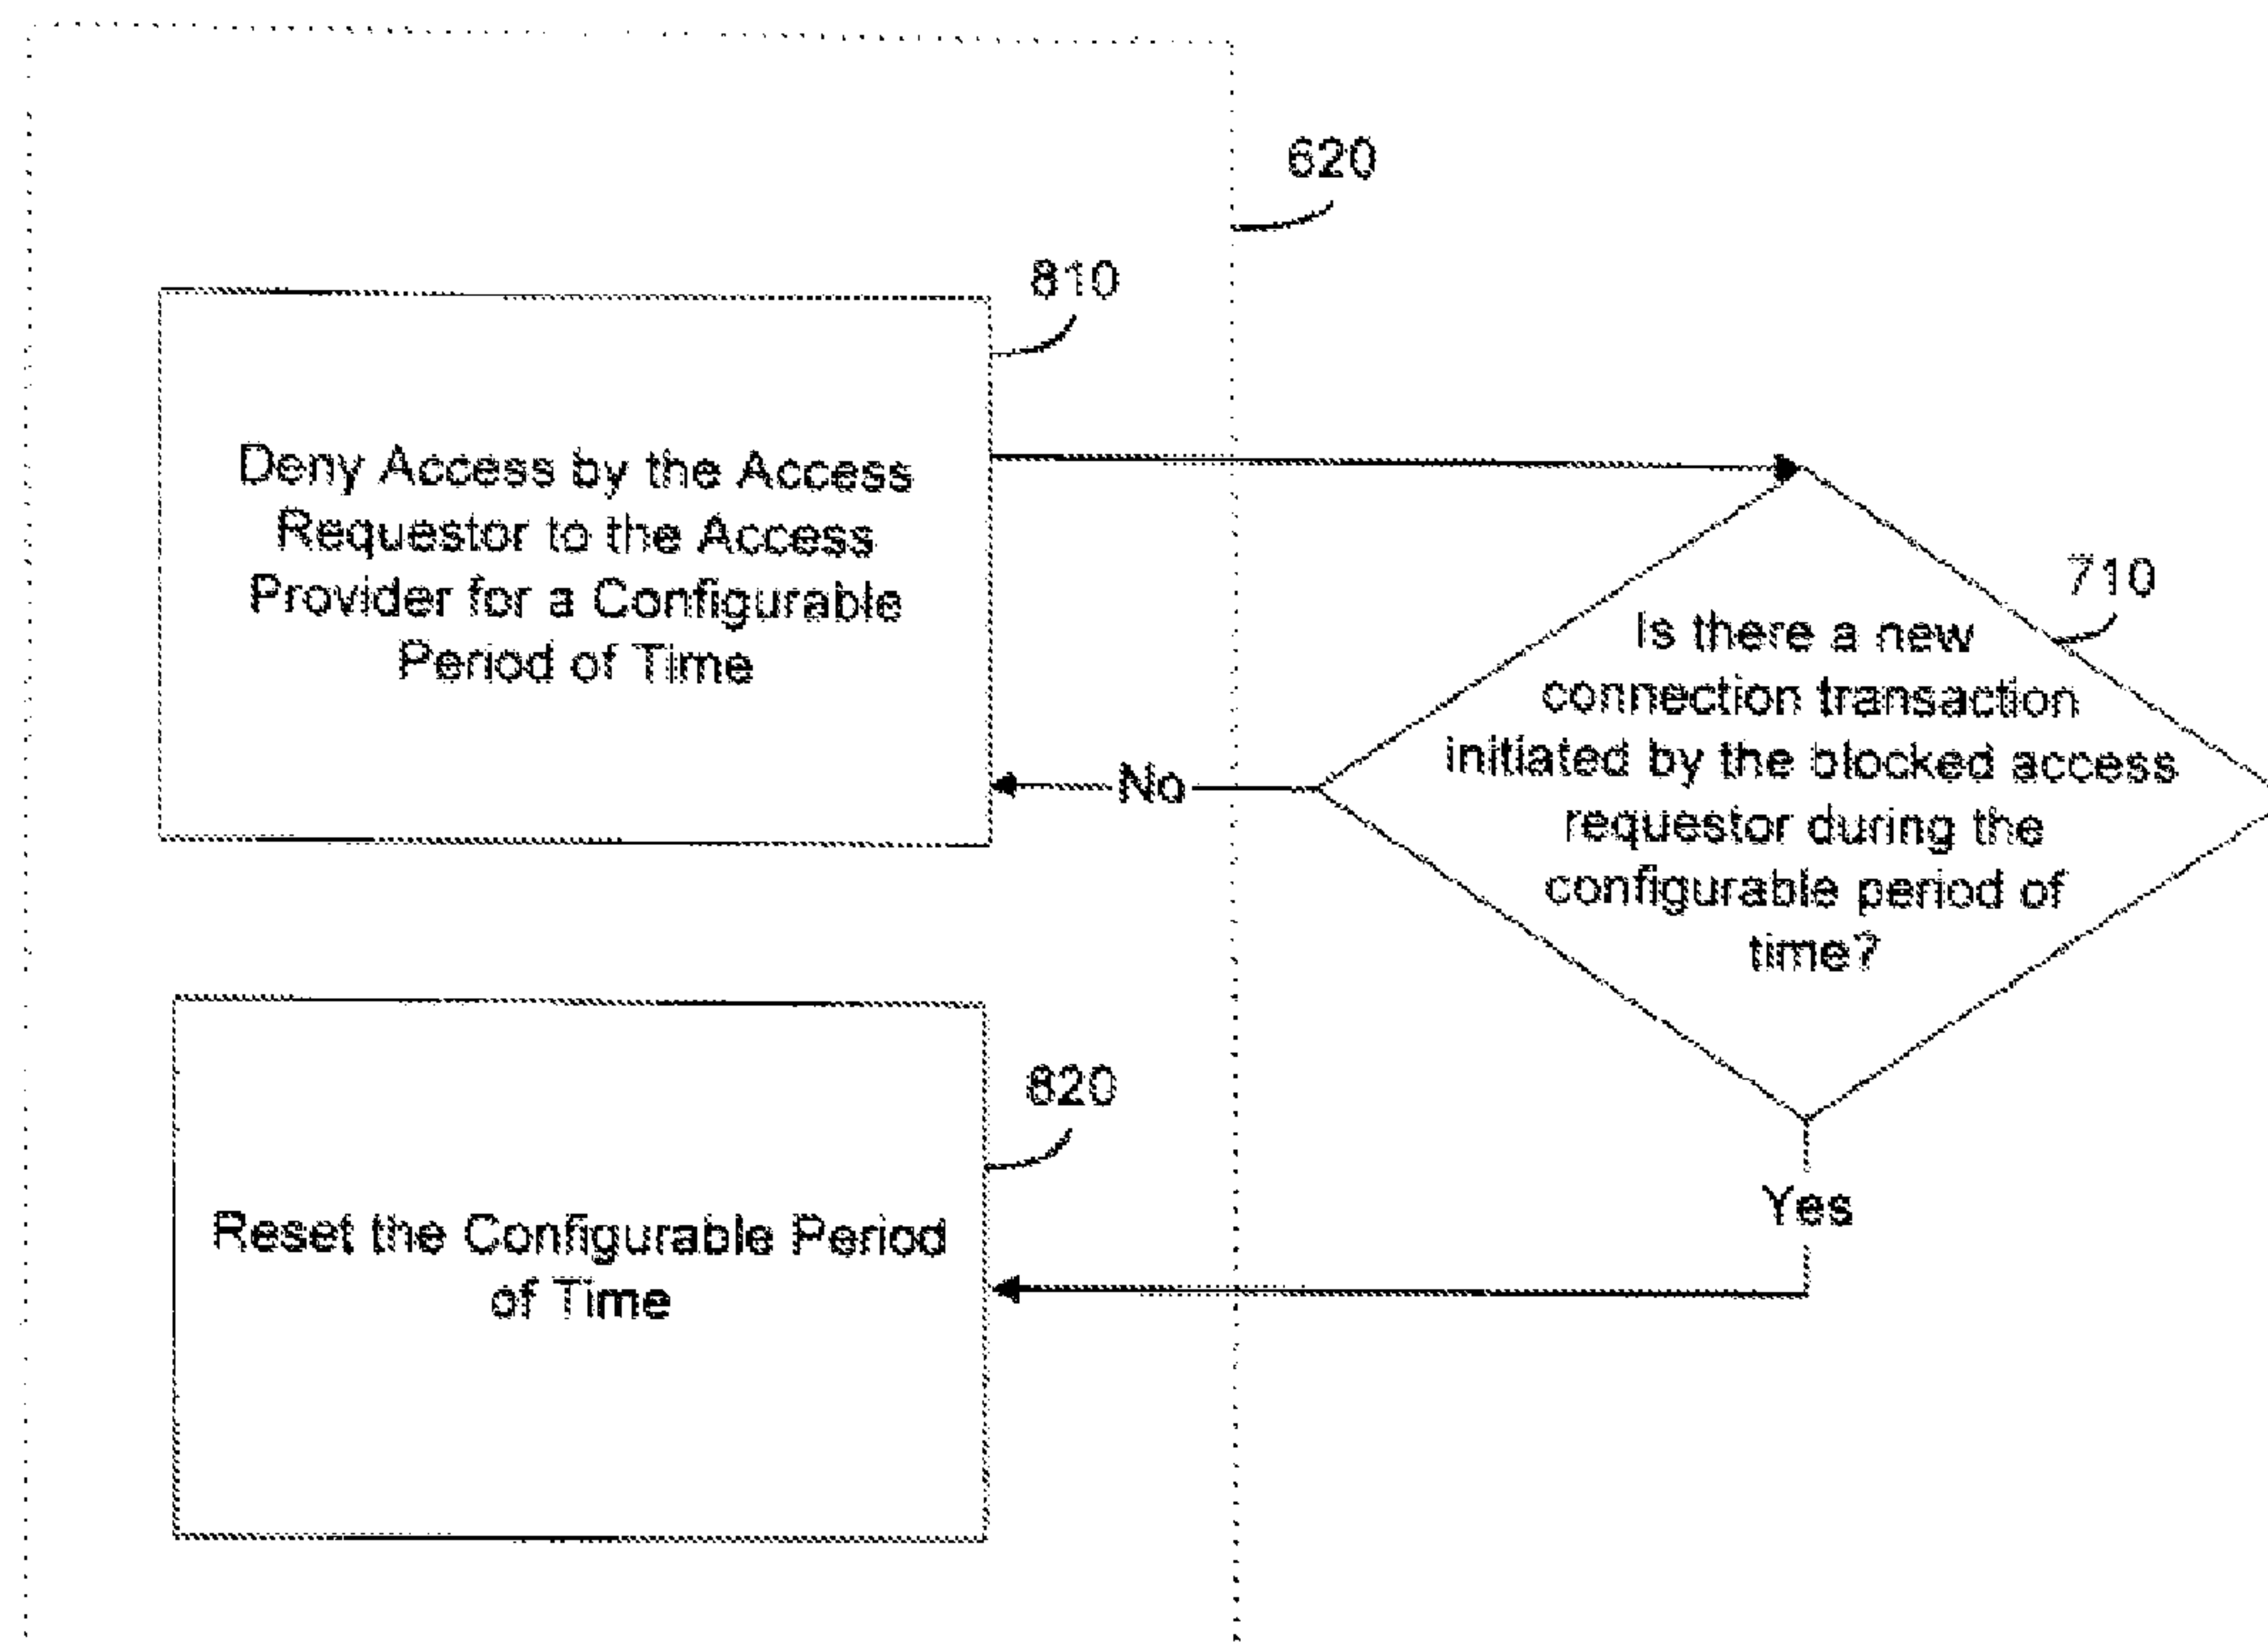 620
810
Deny Access by the Access
Requestor to the Access
Provider for a Configurable
Period of Time
710
Is there a new
connection transaction
initiated by the blocked access
requestor during the
configurable period of
time?
No
820
Reset the Configurable Period
of Time
Yes